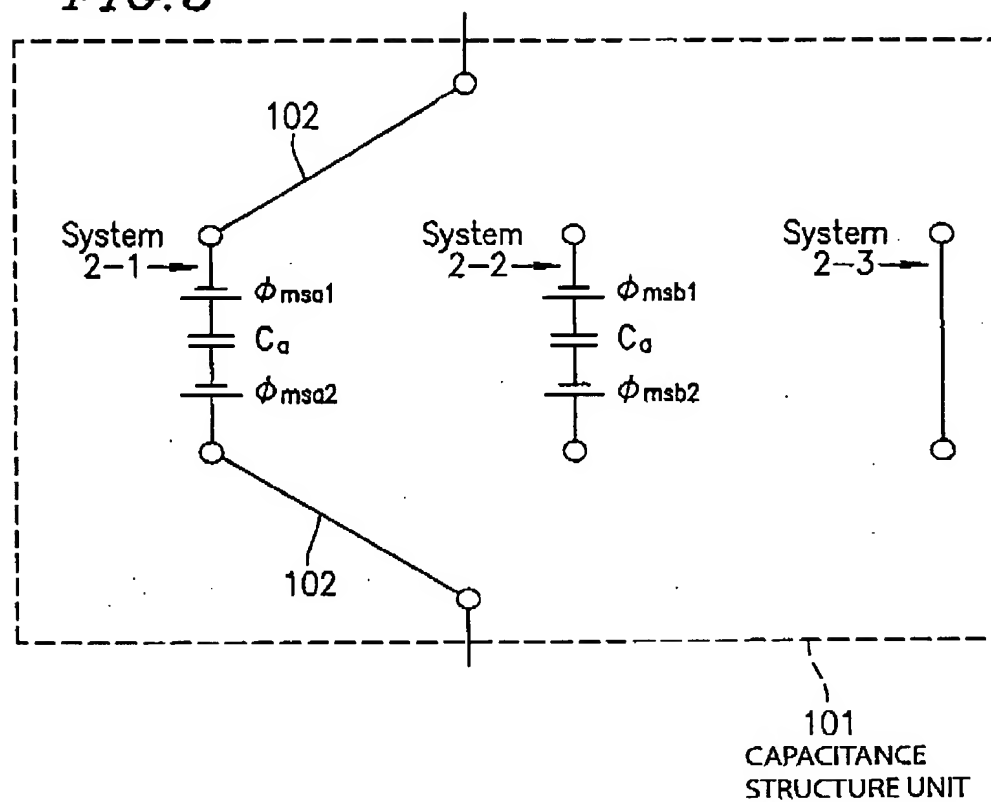 102
System
2-1
ϕmsa1
Ca
ϕmsa2
System
2-2
ϕmsb1
Ca
ϕmsb2
System
2-3
102
101
CAPACITANCE
STRUCTURE UNIT